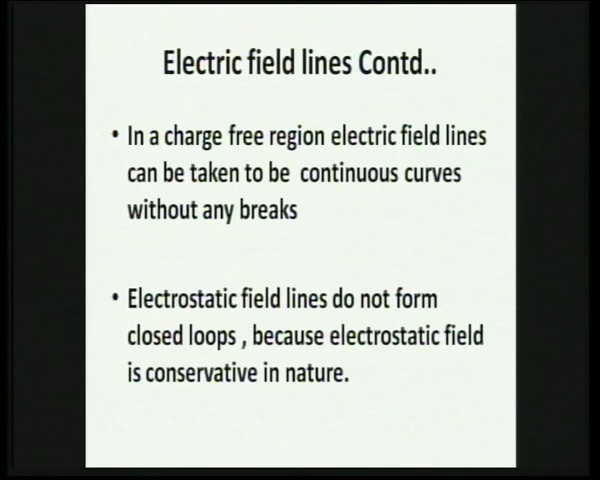 Electric field lines Contd..
• In a charge free region electric field lines
can be taken to be continuous curves
without any breaks
• Electrostatic field lines do not form
closed loops , because electrostatic field
is conservative in nature.